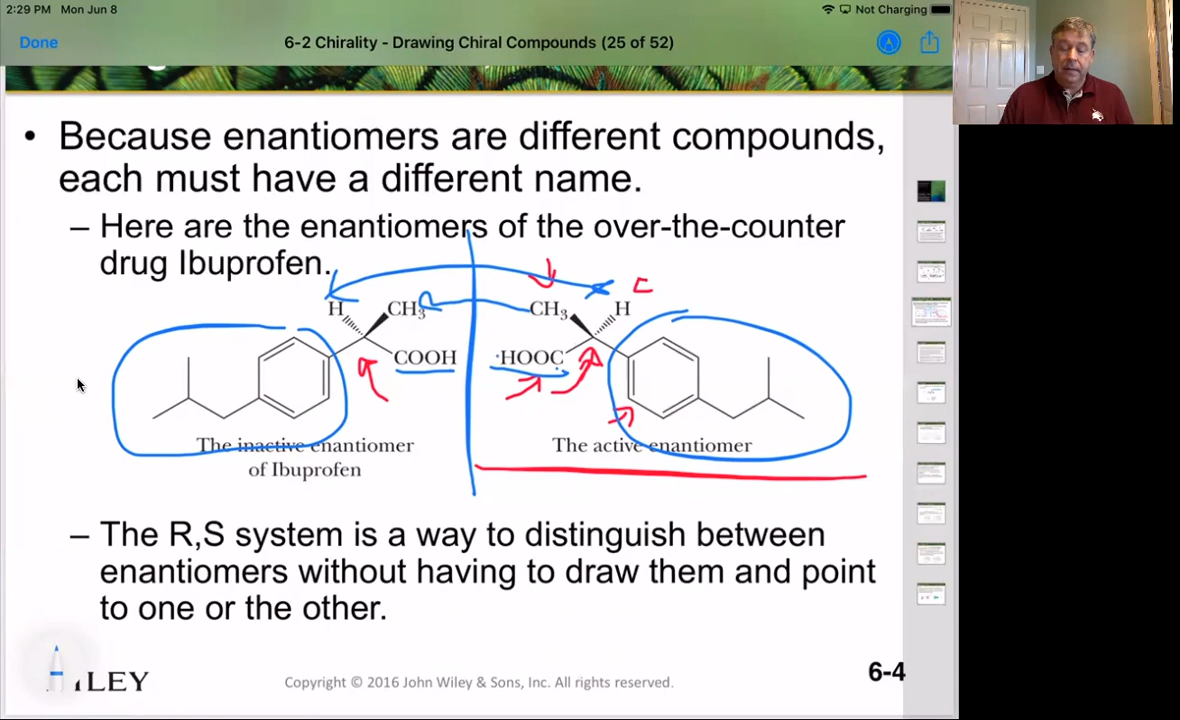 2:29 PM Mon Jun 8
Not Charging
Done
6-2 Chirality - Drawing Chiral Compounds (25 of 52)
• Because enantiomers are different compounds,
each must have a different name.
– Here are the enantiomers of the over-the-counter
drug Ibuprofen.
H CH3 CH3 H
COOH HOOC
The inactive enantiomer
of Ibuprofen
The active enantiomer
– The R,S system is a way to distinguish between
enantiomers without having to draw them and point
to one or the other.
Copyright © 2016 John Wiley & Sons, Inc. All rights reserved.
6-4